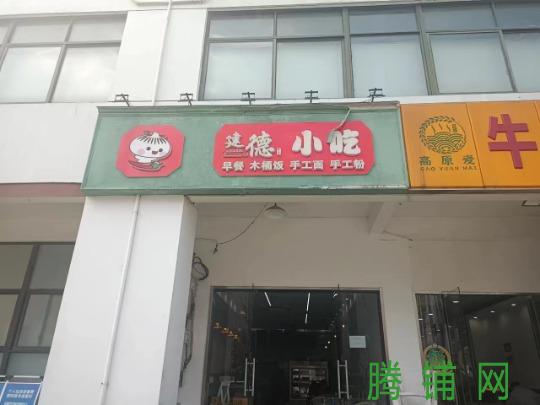 建德 小吃
早餐 木桶饭 手工面 手工粉
高原爱
GAO YUAN MAI
牛
腾铺网